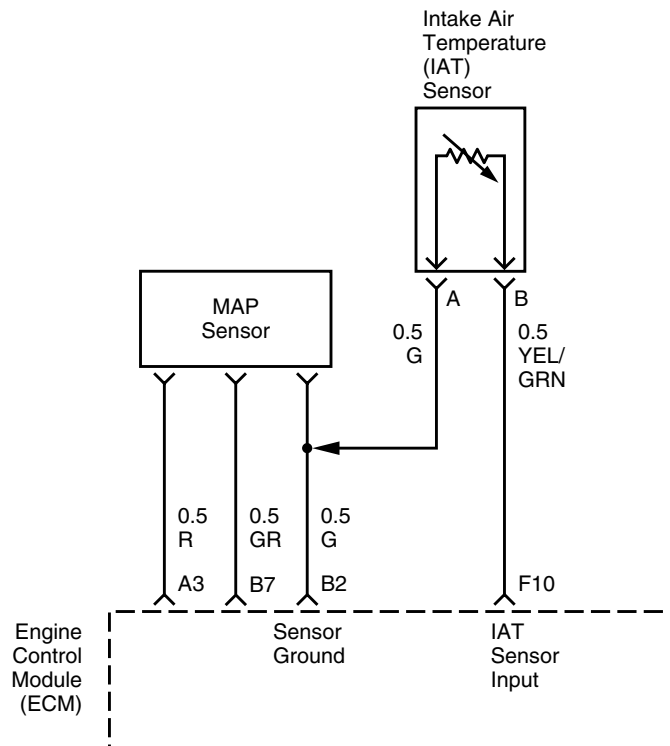 Intake Air
Temperature
(IAT)
Sensor
MAP
Sensor
A
B
0.5
G
0.5
YEL/
GRN
0.5
R
0.5
GR
0.5
G
A3
B7
B2
F10
Engine
Control
Module
(ECM)
Sensor
Ground
IAT
Sensor
Input